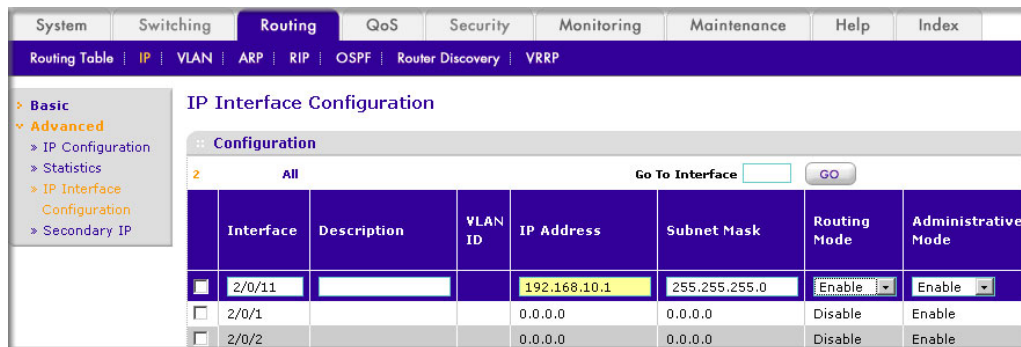 System Switching Routing QoS Security Monitoring Maintenance Help Index
Routing Table | IP | VLAN | ARP | RIP | OSPF | Router Discovery | VRRP
Basic
Advanced
» IP Configuration
» Statistics
» IP Interface
Configuration
» Secondary IP
IP Interface Configuration
Configuration
2 All Go To Interface GO
Interface Description VLAN ID IP Address Subnet Mask Routing Mode Administrative Mode
2/0/11 192.168.10.1 255.255.255.0 Enable Enable
2/0/1 0.0.0.0 0.0.0.0 Disable Enable
2/0/2 0.0.0.0 0.0.0.0 Disable Enable